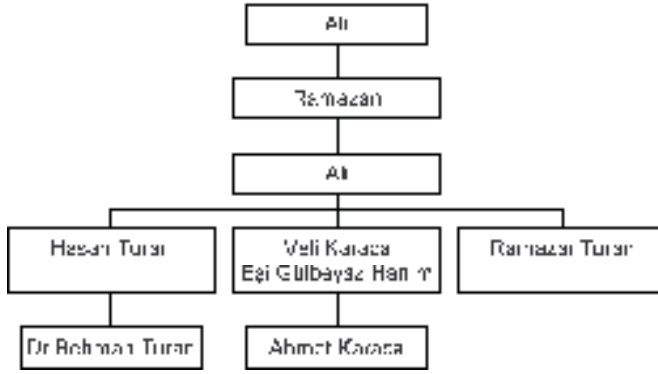 Ali
Ramazan
Ali
Hasan Turan
Veli Karaca
Eşi Gülbeyaz Hanım
Ramazan Turan
Dr Behman Turan
Ahmet Karaca